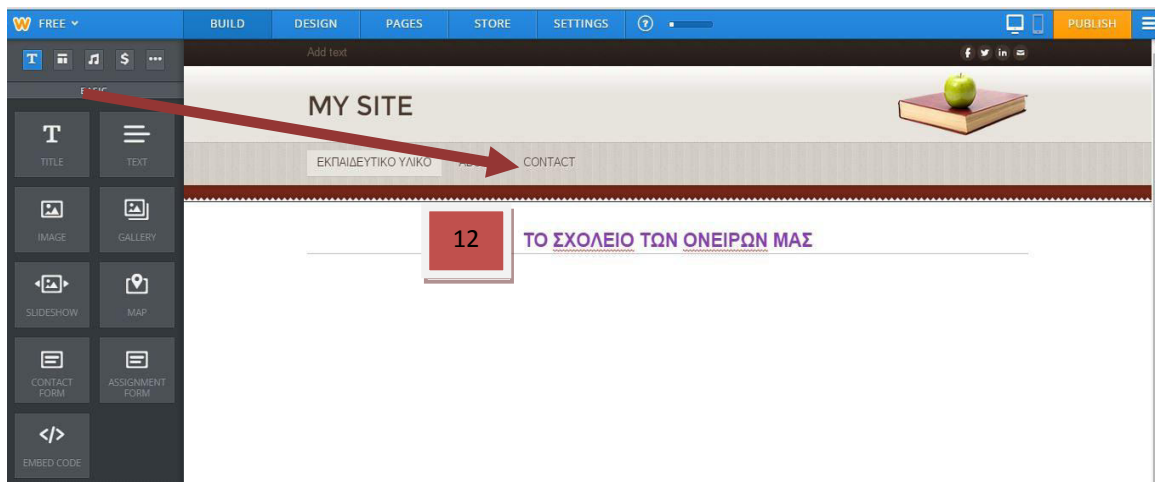 FREE BUILD DESIGN PAGES STORE SETTINGS ? PUBLISH
T $
Add text
MY SITE
ΕΚΠΑΙΔΕΥΤΙΚΟ ΥΛΙΚΟ CONTACT
T
TITLE TEXT
IMAGE GALLERY
12 ΤΟ ΣΧΟΛΕΙΟ ΤΩΝ ΟΝΕΙΡΩΝ ΜΑΣ
SLIDESHOW MAP
CONTACT FORM ASSIGNMENT FORM
</>
EMBED CODE